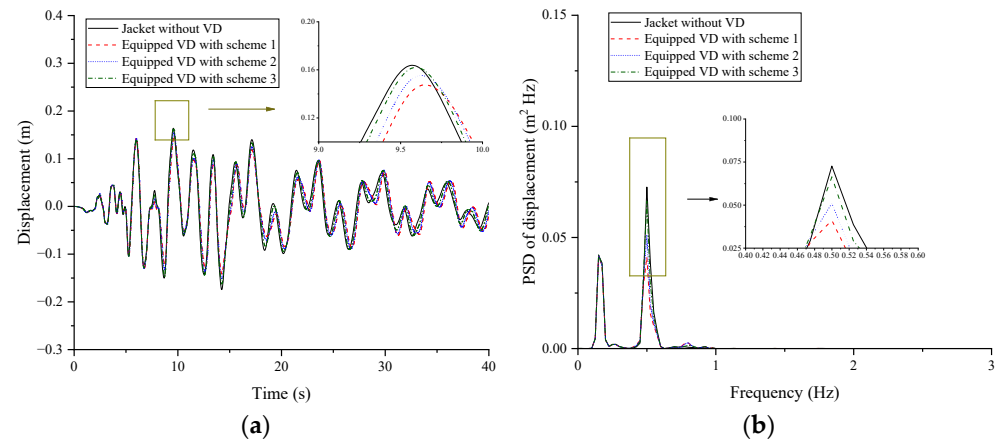 0.4
0.3
0.2
0.1
0.0
−0.1
−0.2
−0.3
Displacement (m)
Jacket without VD
Equipped VD with scheme 1
Equipped VD with scheme 2
Equipped VD with scheme 3
0.20
0.16
0.12
9.0 9.5 10.0
0 10 20 30 40
Time (s)
(a)
0.15
0.10
0.05
0.00
PSD of displacement (m² Hz)
Jacket without VD
Equipped VD with scheme 1
Equipped VD with scheme 2
Equipped VD with scheme 3
0.100
0.075
0.050
0.025
0.40 0.42 0.44 0.46 0.48 0.50 0.52 0.54 0.56 0.58 0.60
0 1 2 3
Frequency (Hz)
(b)